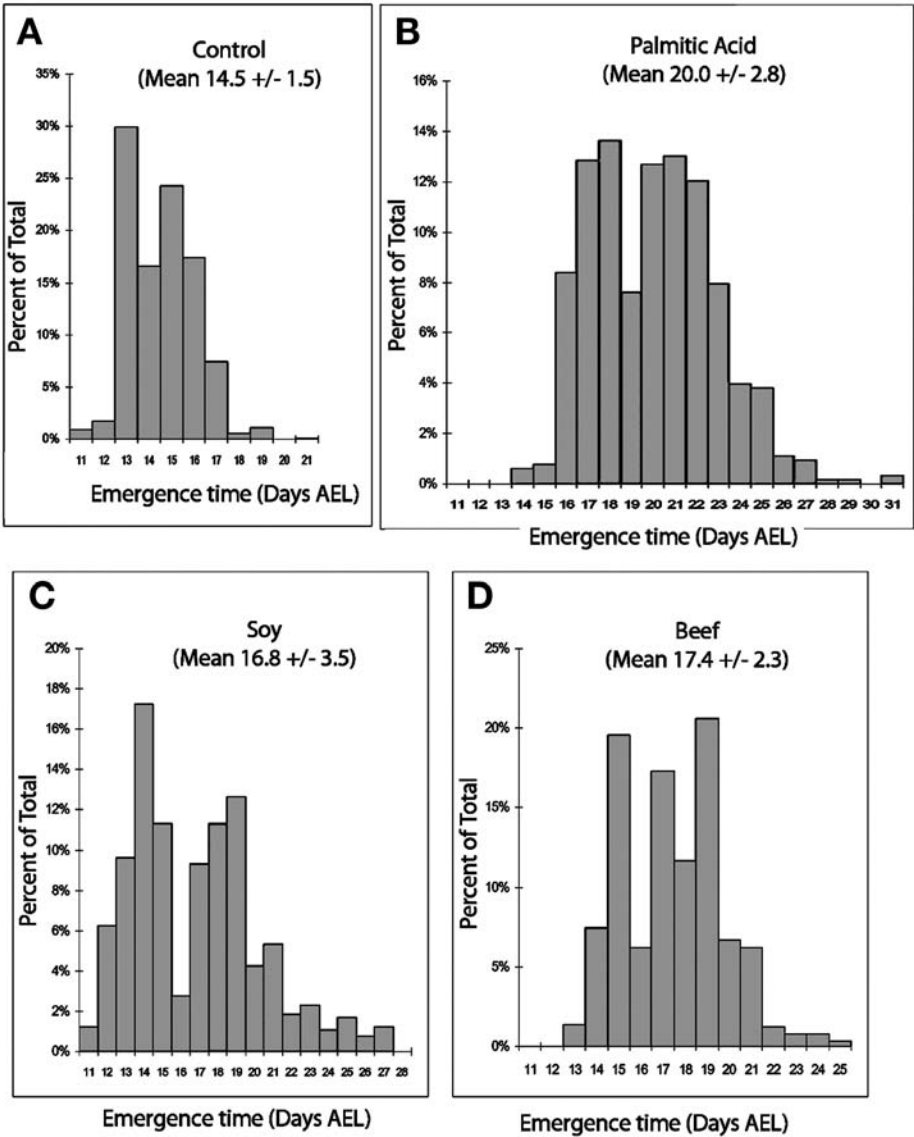 A
Control
(Mean 14.5 +/- 1.5)
35%
30%
25%
20%
15%
10%
5%
0%
Percent of Total
11 12 13 14 15 16 17 18 19 20 21
Emergence time (Days AEL)
B
Palmitic Acid
(Mean 20.0 +/- 2.8)
16%
14%
12%
10%
8%
6%
4%
2%
0%
Percent of Total
11 12 13 14 15 16 17 18 19 20 21 22 23 24 25 26 27 28 29 30 31
Emergence time (Days AEL)
C
Soy
(Mean 16.8 +/- 3.5)
20%
18%
16%
14%
12%
10%
8%
6%
4%
2%
0%
Percent of Total
11 12 13 14 15 16 17 18 19 20 21 22 23 24 25 26 27 28
Emergence time (Days AEL)
D
Beef
(Mean 17.4 +/- 2.3)
25%
20%
15%
10%
5%
0%
Percent of Total
11 12 13 14 15 16 17 18 19 20 21 22 23 24 25
Emergence time (Days AEL)